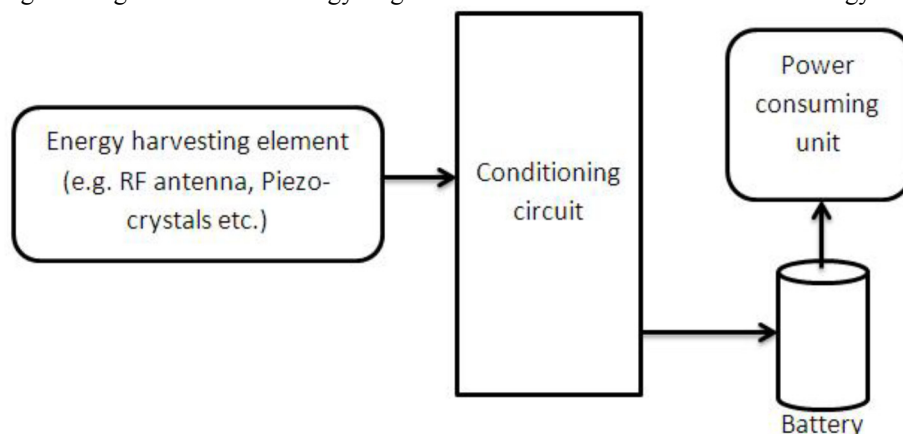 Energy harvesting element
(e.g. RF antenna, Piezo-
crystals etc.)
Conditioning
circuit
Power
consuming
unit
Battery